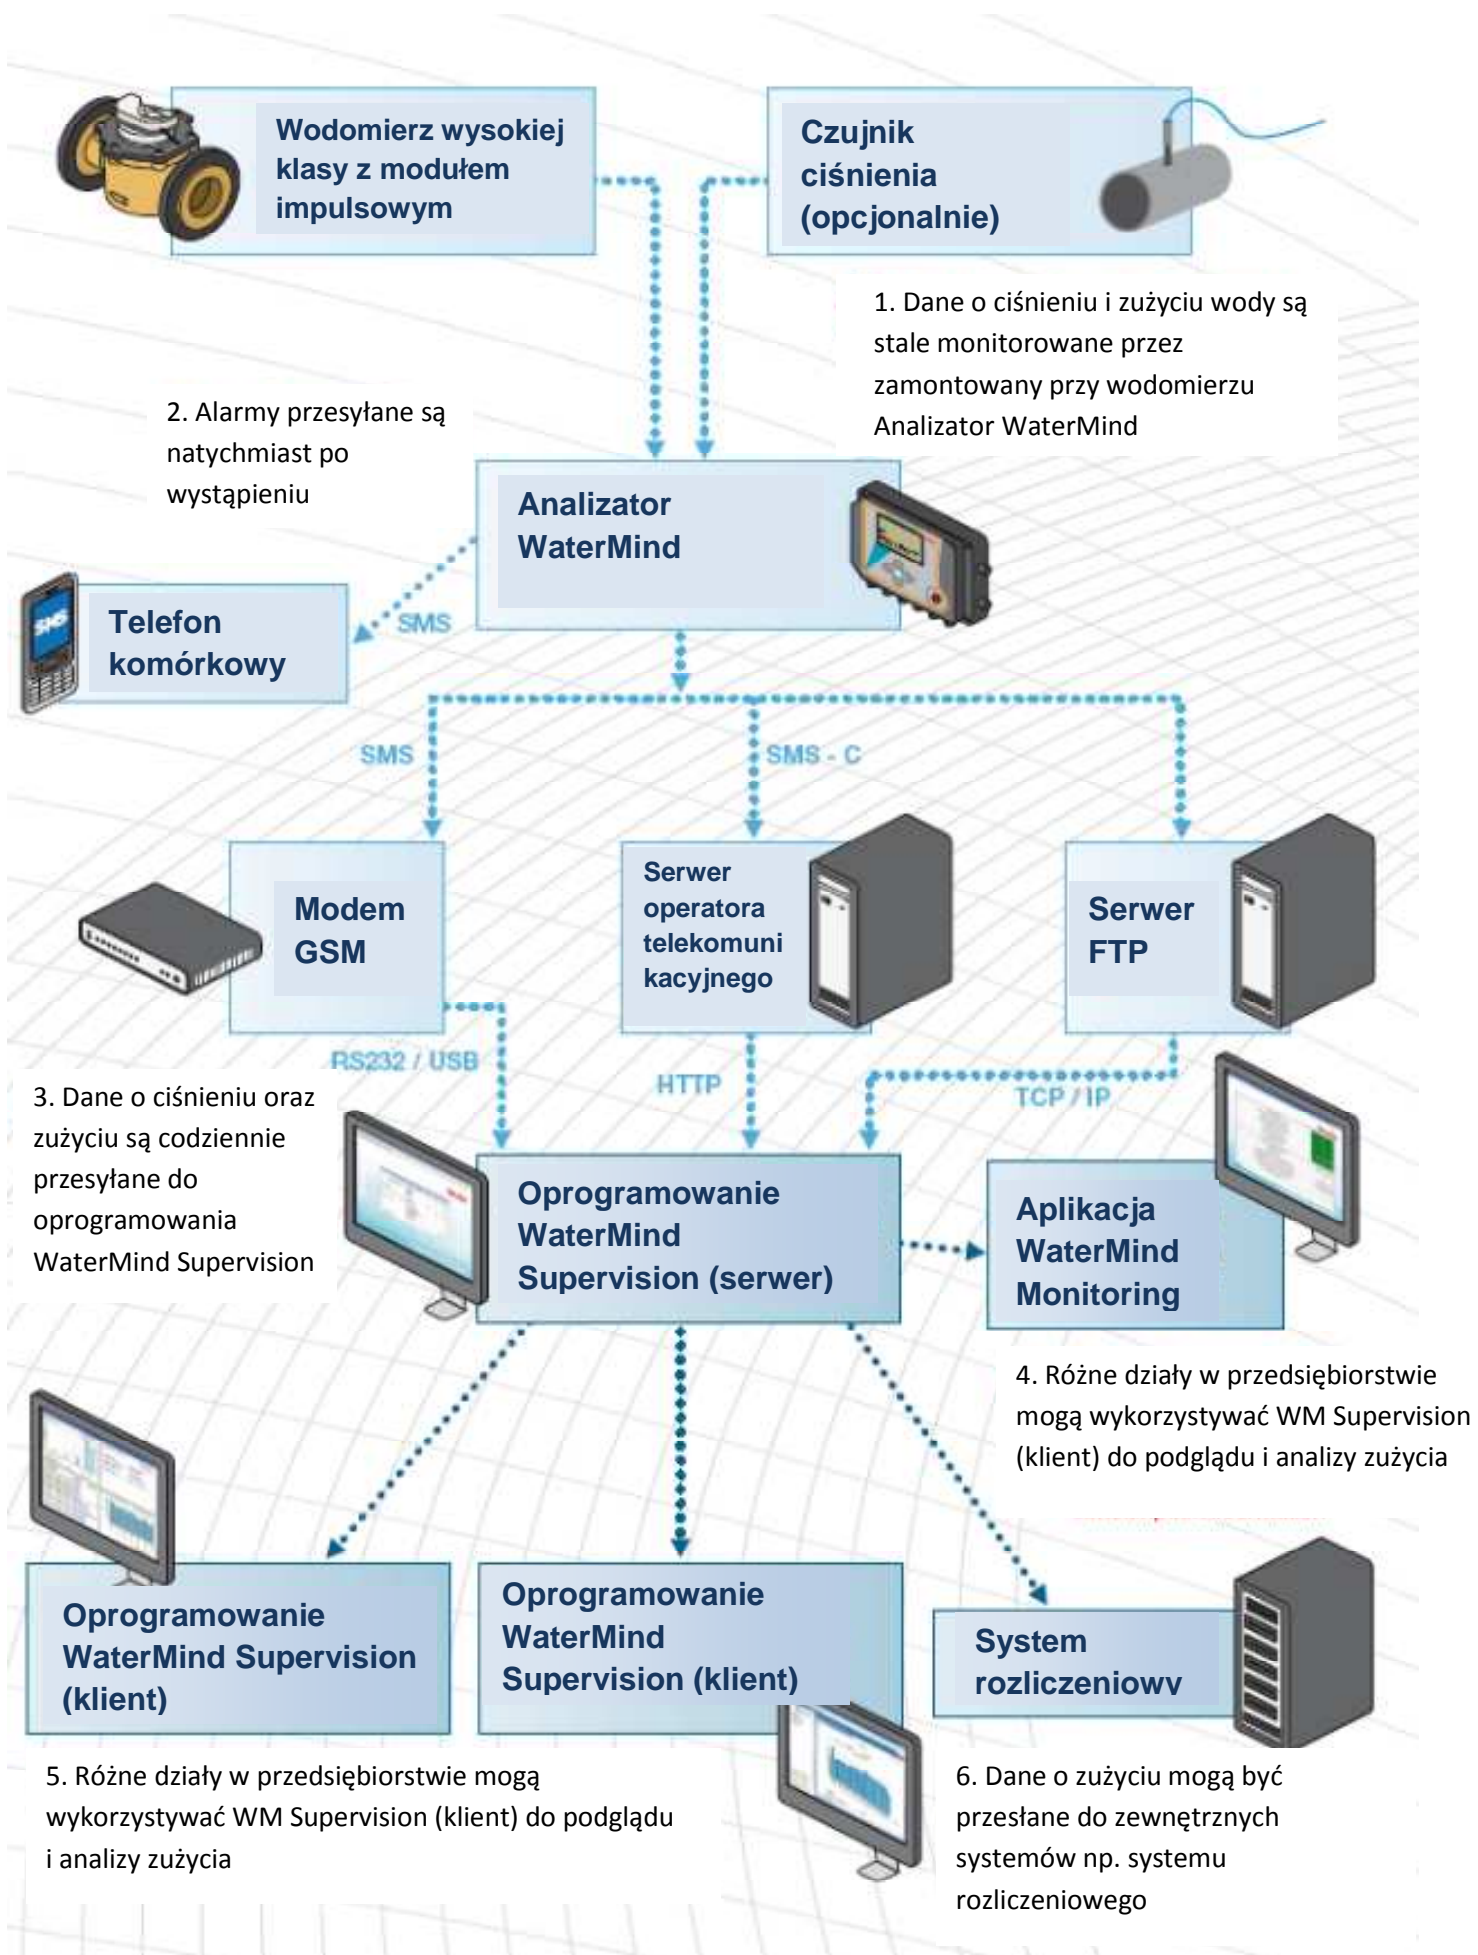 Wodomierz wysokiej
klasy z modułem
impulsowym
Czujnik
ciśnienia
(opcjonalnie)
1. Dane o ciśnieniu i zużyciu wody są
stale monitorowane przez
zamontowany przy wodomierzu
Analizator WaterMind
2. Alarmy przesyłane są
natychmiast po
wystąpieniu
Analizator
WaterMind
SMS
Telefon
komórkowy
SMS
SMS
SMS - C
Modem
GSM
Serwer
operatora
telekomuni
kacyjnego
Serwer
FTP
RS232 / USB
HTTP
TCP / IP
3. Dane o ciśnieniu oraz
zużyciu są codziennie
przesyłane do
oprogramowania
WaterMind Supervision
Oprogramowanie
WaterMind
Supervision (serwer)
Aplikacja
WaterMind
Monitoring
4. Różne działy w przedsiębiorstwie
mogą wykorzystywać WM Supervision
(klient) do podglądu i analizy zużycia
Oprogramowanie
WaterMind Supervision
(klient)
Oprogramowanie
WaterMind
Supervision (klient)
System
rozliczeniowy
5. Różne działy w przedsiębiorstwie mogą
wykorzystywać WM Supervision (klient) do podglądu
i analizy zużycia
6. Dane o zużyciu mogą być
przesłane do zewnętrznych
systemów np. systemu
rozliczeniowego